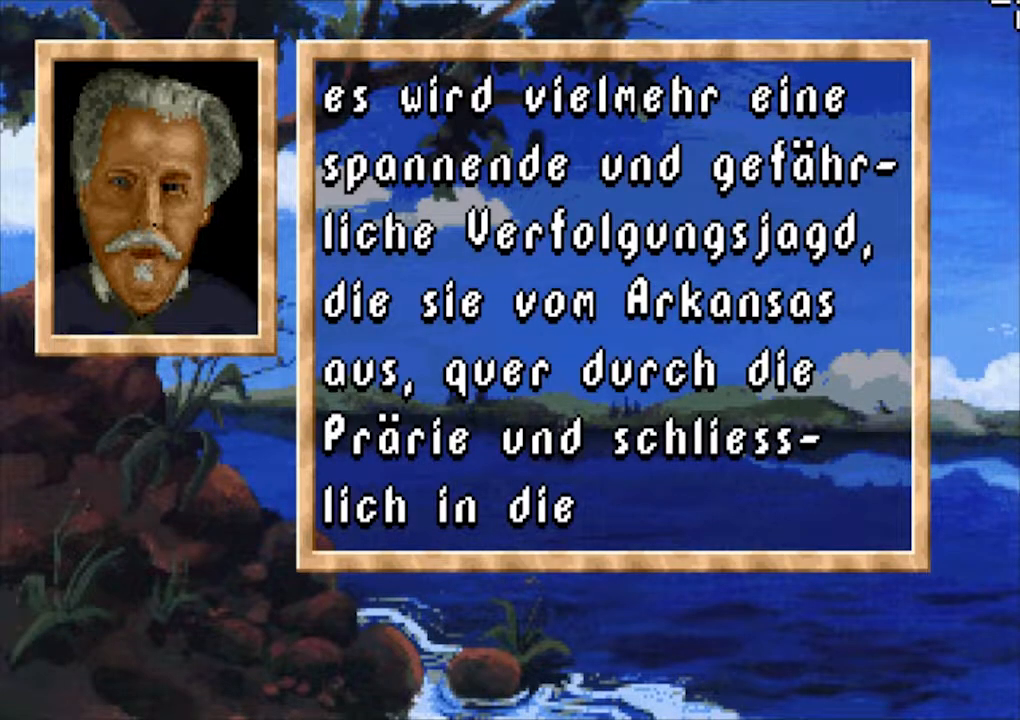 es wird vielmehr eine
spannende und gefähr-
liche Verfolgungsjagd,
die sie vom Arkansas
aus, quer durch die
Prärie und schliess-
lich in die